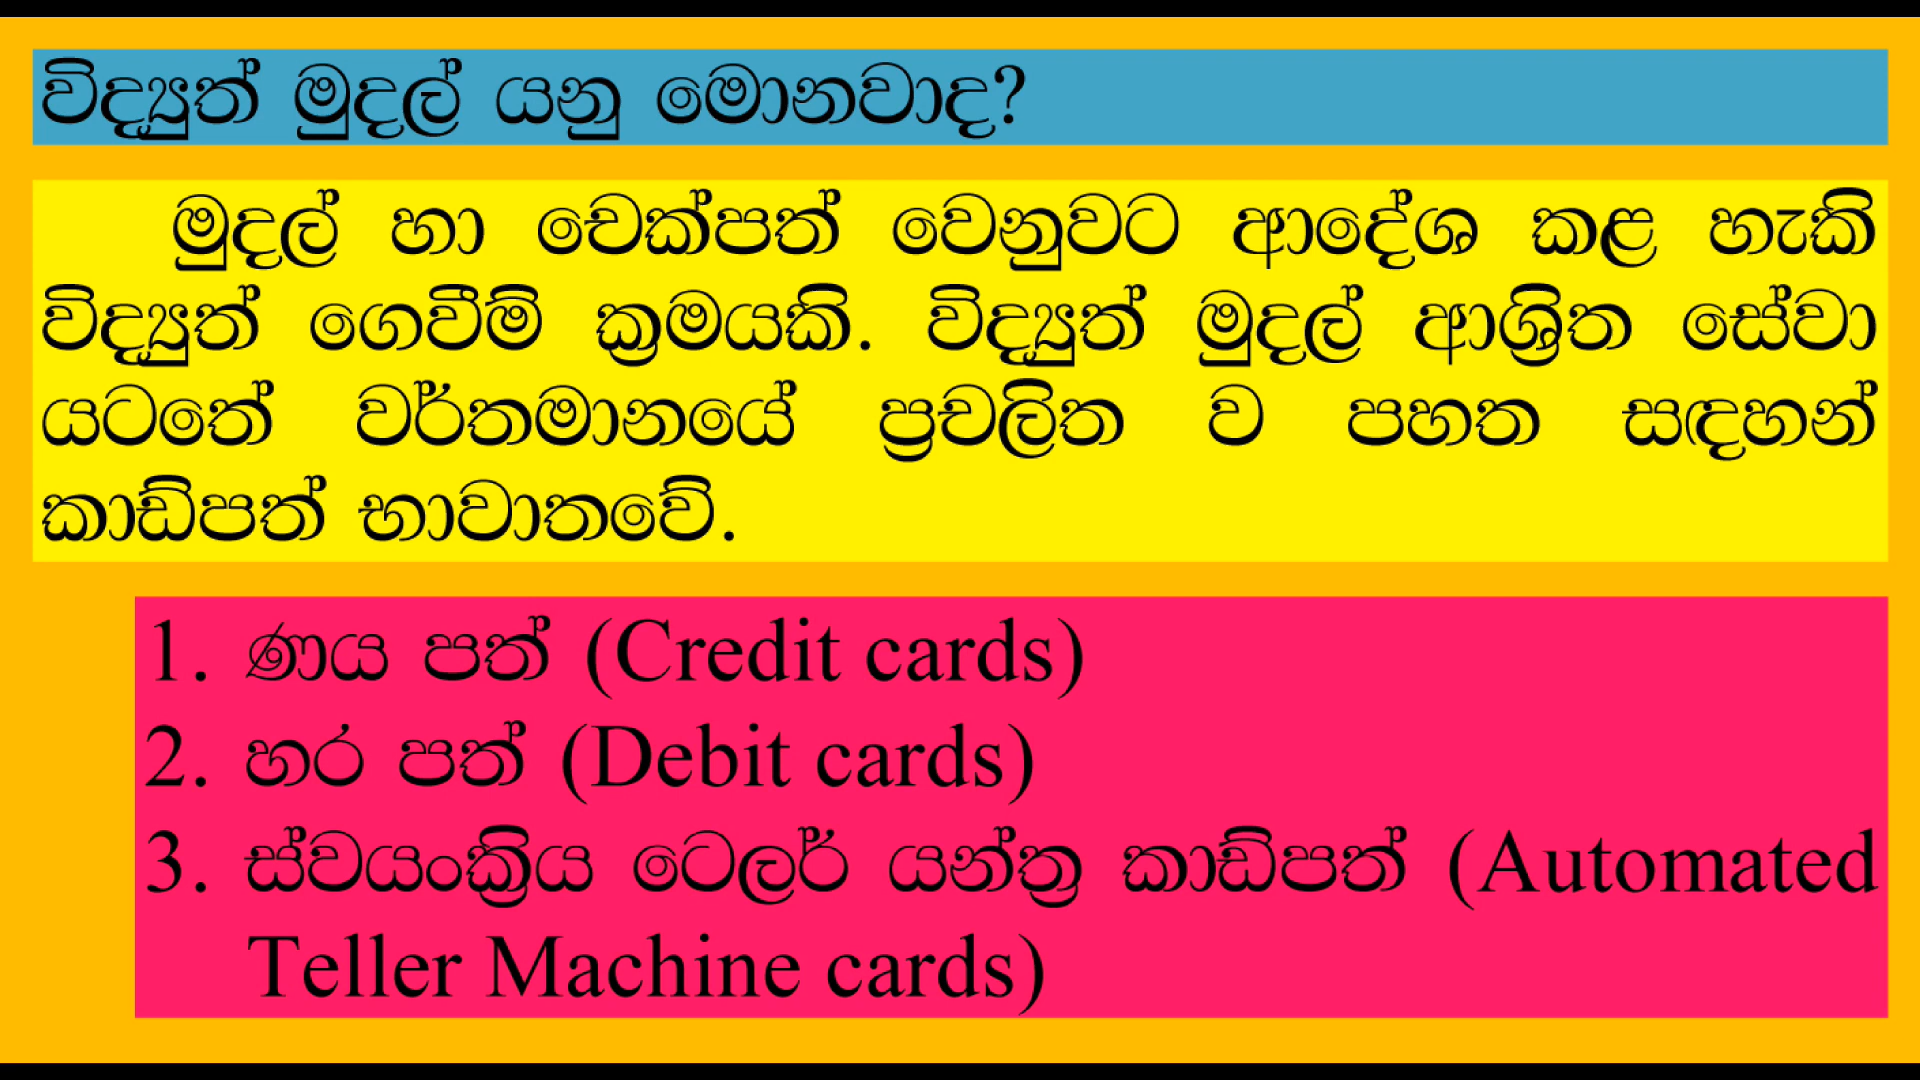 විද්‍යුත් මුදල් යනු මොනවාද?
මුදල් හා චෙක්පත් වෙනුවට ආදේශ කළ හැකි
විද්‍යුත් ගෙවීම් ක්‍රමයකි. විද්‍යුත් මුදල් ආශ්‍රිත සේවා
යටතේ වර්තමානයේ ප්‍රචලිත ව පහත සඳහන්
කාඩ්පත් භාවාතවේ.
1. ණය පත් (Credit cards)
2. හර පත් (Debit cards)
3. ස්වයංක්‍රිය ටෙලර් යන්ත්‍ර කාඩ්පත් (Automated
Teller Machine cards)